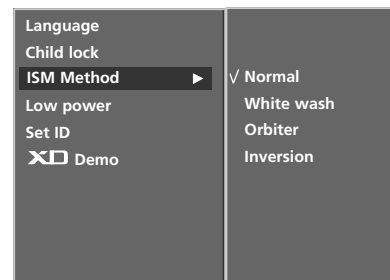 Language
Child lock
ISM Method ▶
Low power
Set ID
XD Demo
√ Normal
White wash
Orbiter
Inversion